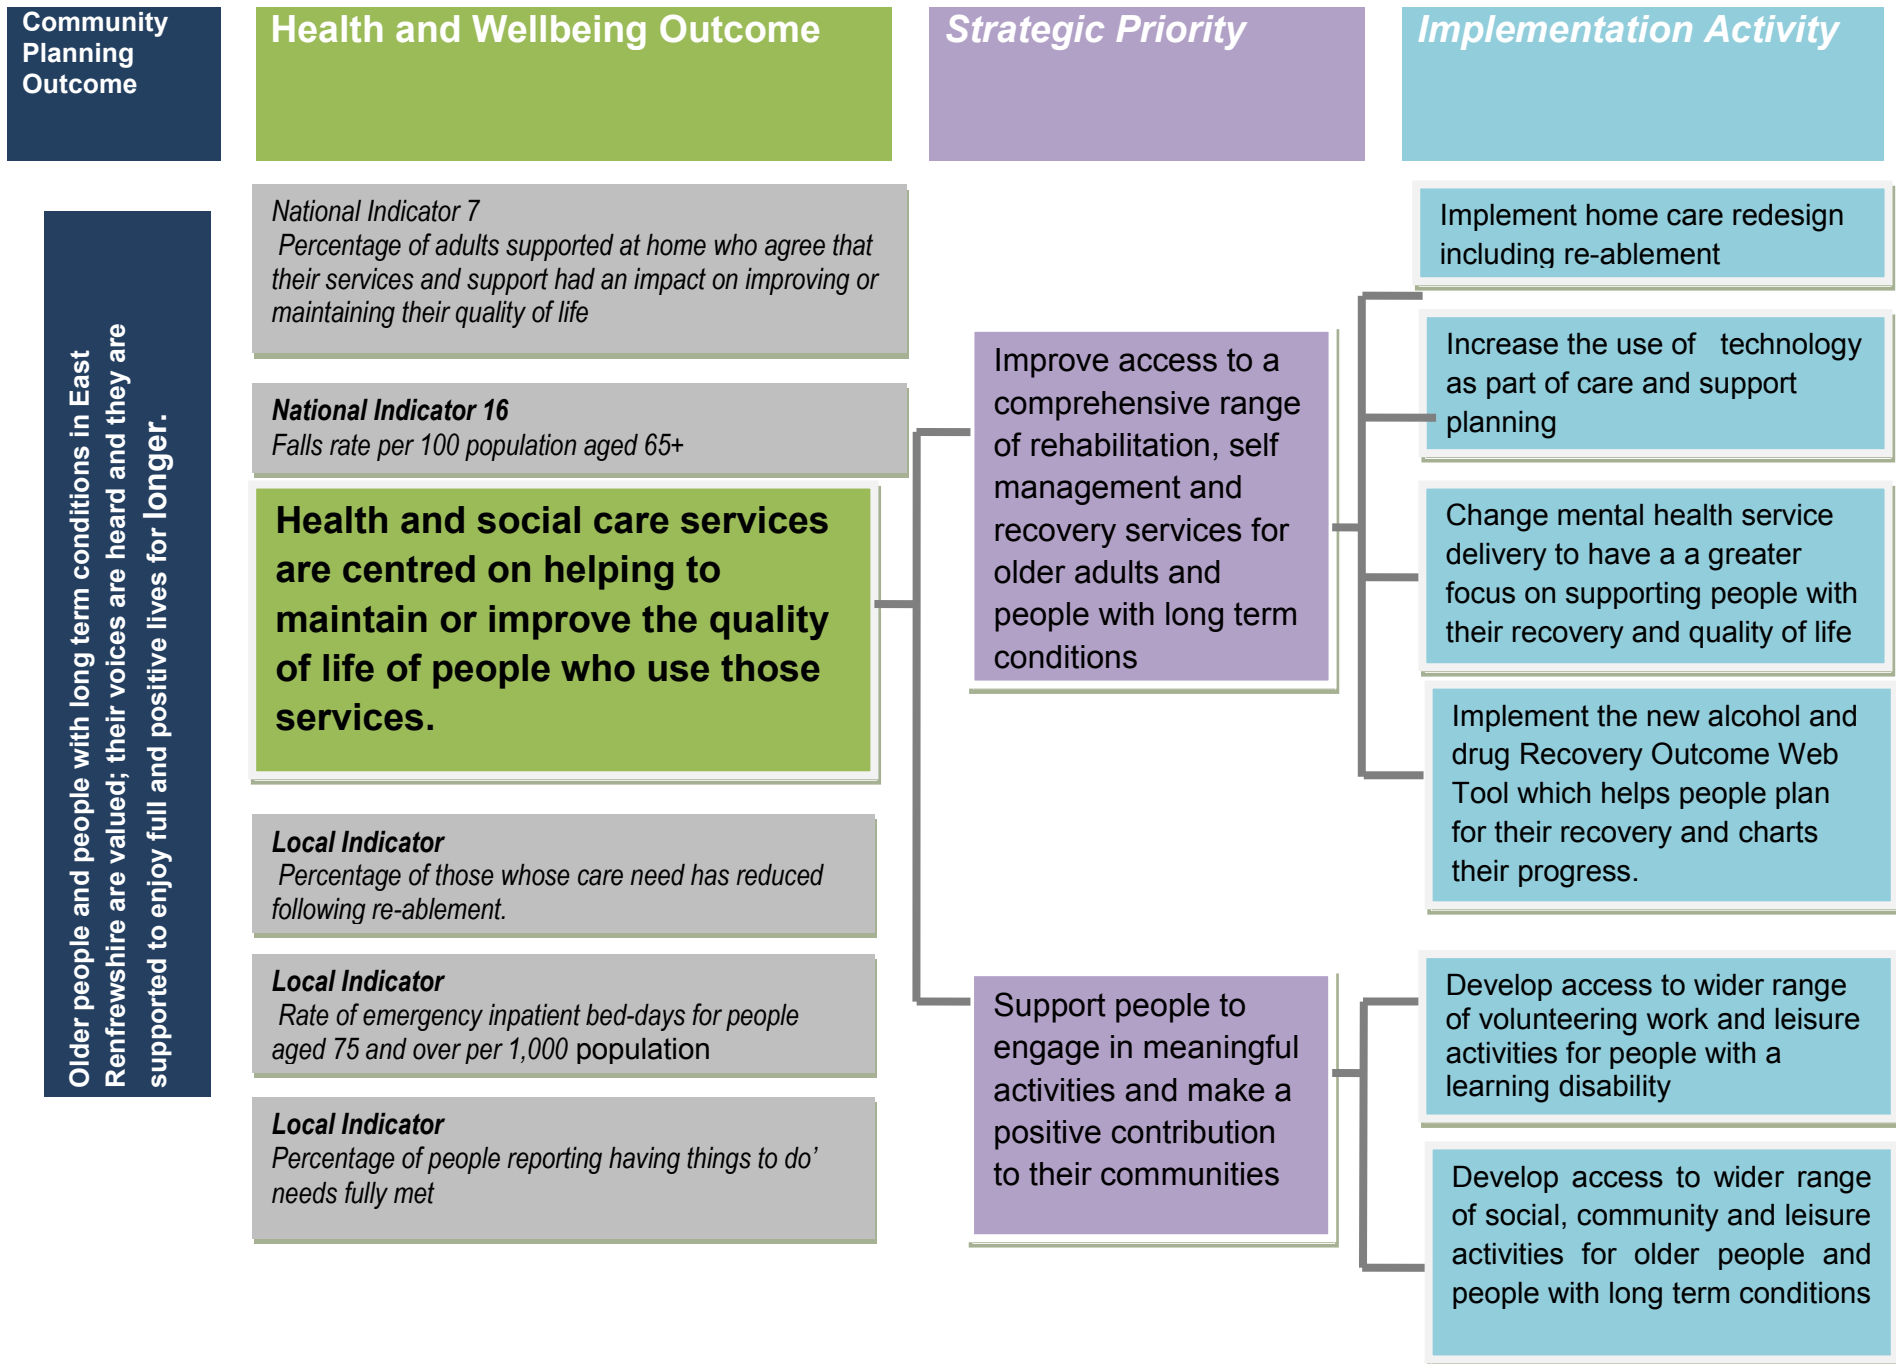 Community
Planning
Outcome
Health and Wellbeing Outcome
Strategic Priority
Implementation Activity
Older people and people with long term conditions in East
Renfrewshire are valued; their voices are heard and they are
supported to enjoy full and positive lives for longer.
National Indicator 7
Percentage of adults supported at home who agree that
their services and support had an impact on improving or
maintaining their quality of life
National Indicator 16
Falls rate per 100 population aged 65+
Health and social care services
are centred on helping to
maintain or improve the quality
of life of people who use those
services.
Local Indicator
Percentage of those whose care need has reduced
following re-ablement.
Local Indicator
Rate of emergency inpatient bed-days for people
aged 75 and over per 1,000 population
Local Indicator
Percentage of people reporting having things to do’
needs fully met
Improve access to a
comprehensive range
of rehabilitation, self
management and
recovery services for
older adults and
people with long term
conditions
Support people to
engage in meaningful
activities and make a
positive contribution
to their communities
Implement home care redesign
including re-ablement
Increase the use of technology
as part of care and support
planning
Change mental health service
delivery to have a a greater
focus on supporting people with
their recovery and quality of life
Implement the new alcohol and
drug Recovery Outcome Web
Tool which helps people plan
for their recovery and charts
their progress.
Develop access to wider range
of volunteering work and leisure
activities for people with a
learning disability
Develop access to wider range
of social, community and leisure
activities for older people and
people with long term conditions